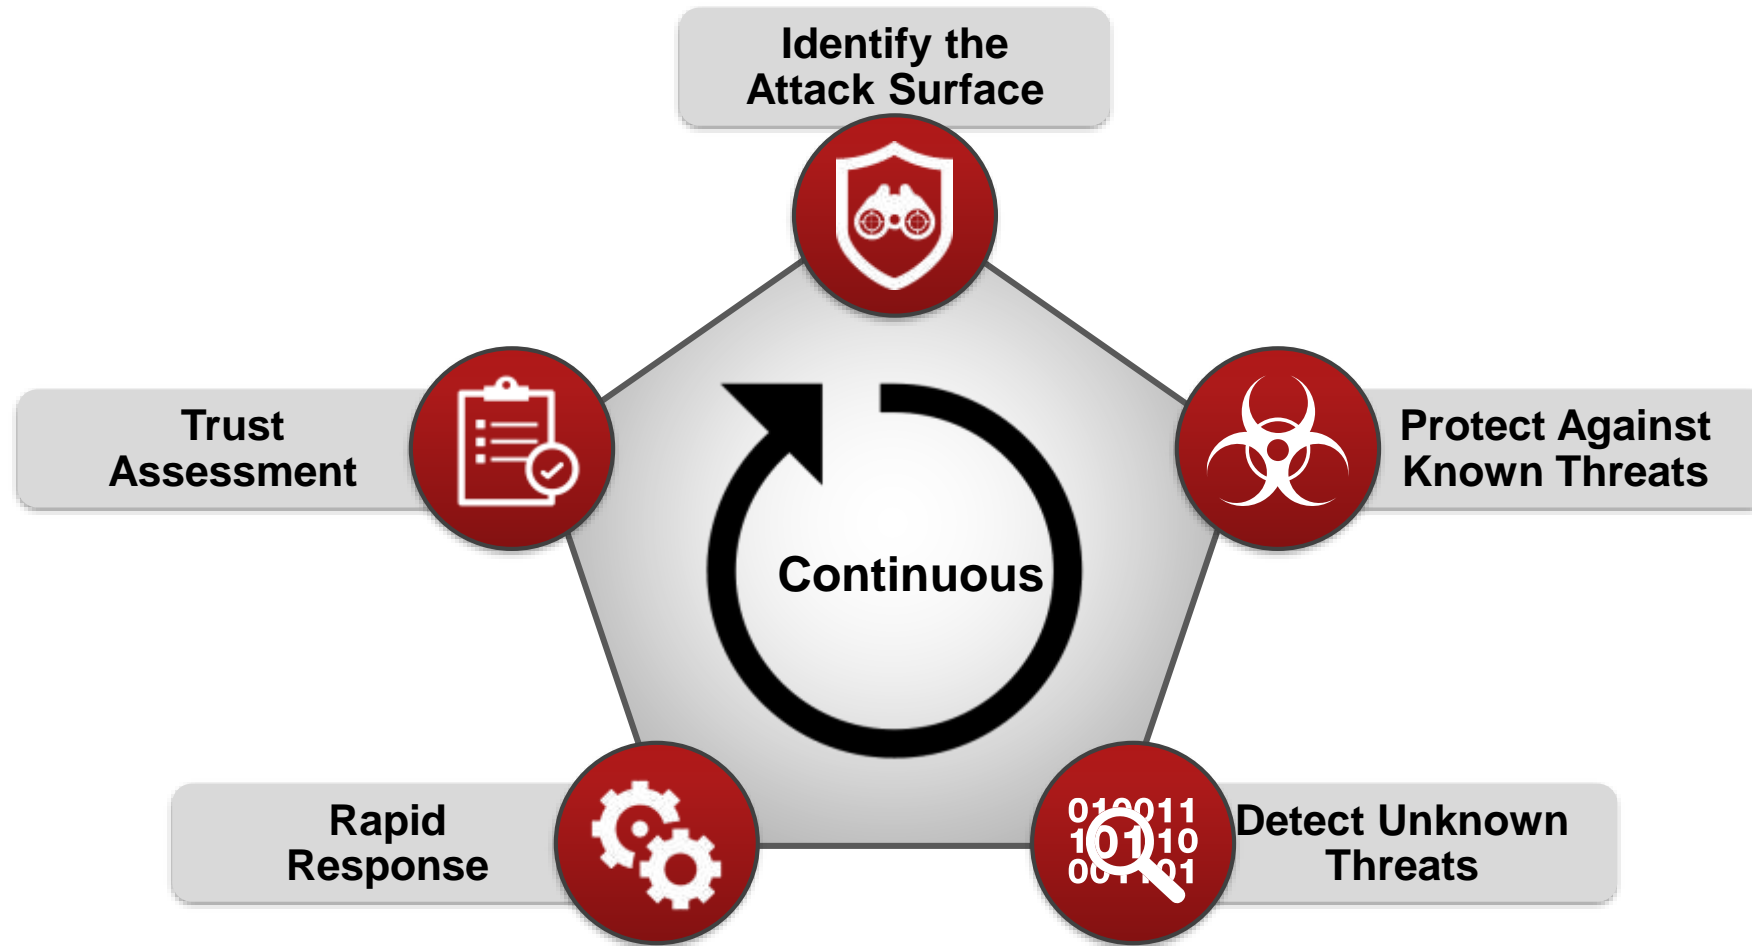 Identify the
Attack Surface
Trust
Assessment
Protect Against
Known Threats
Continuous
Rapid
Response
Detect Unknown
Threats